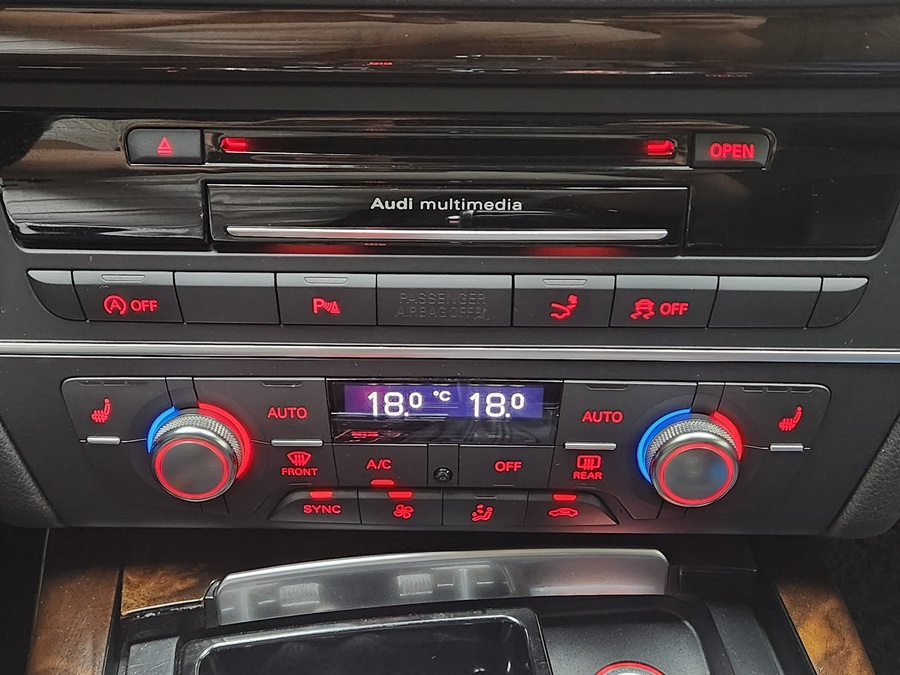 OPEN
Audi multimedia
A OFF
P
PASSENGER
AIRBAG OFF
OFF
18.0 °C 18.0
AUTO
AUTO
FRONT
A/C
OFF
REAR
SYNC